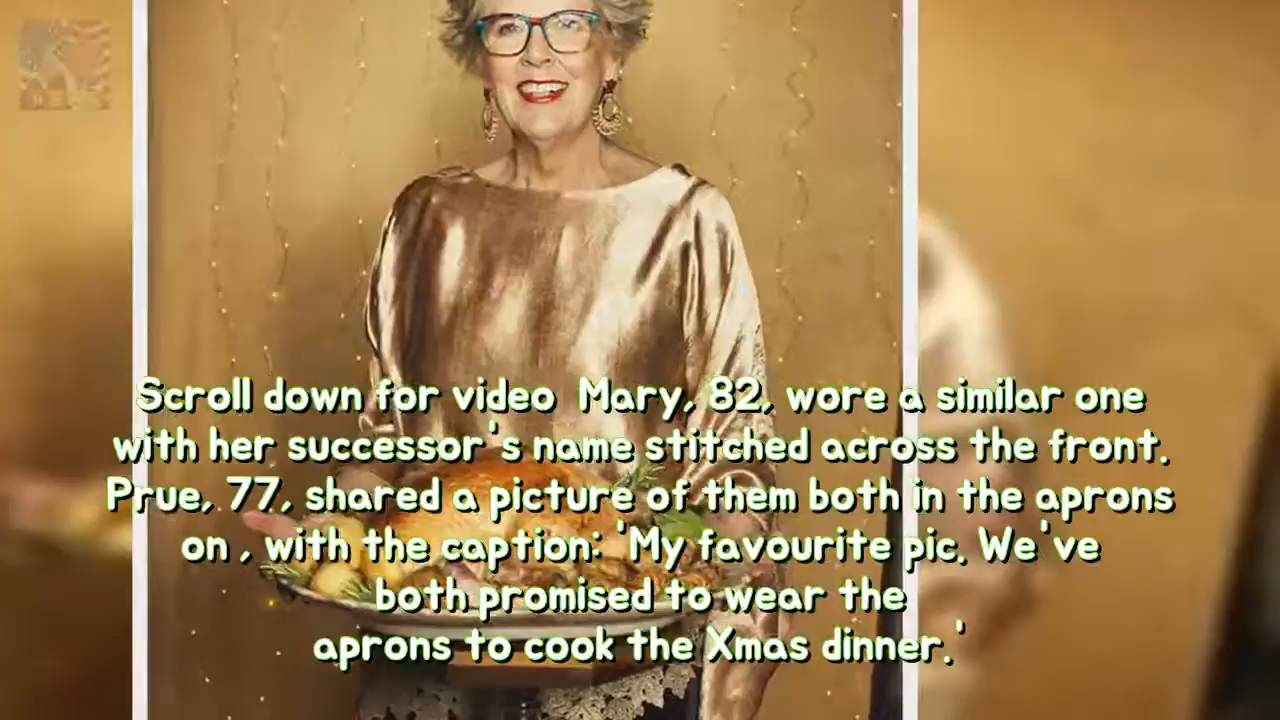 Scroll down for video  Mary, 82, wore a similar one
with her successor's name stitched across the front.
Prue, 77, shared a picture of them both in the aprons
on , with the caption: 'My favourite pic. We've
both promised to wear the
aprons to cook the Xmas dinner.'